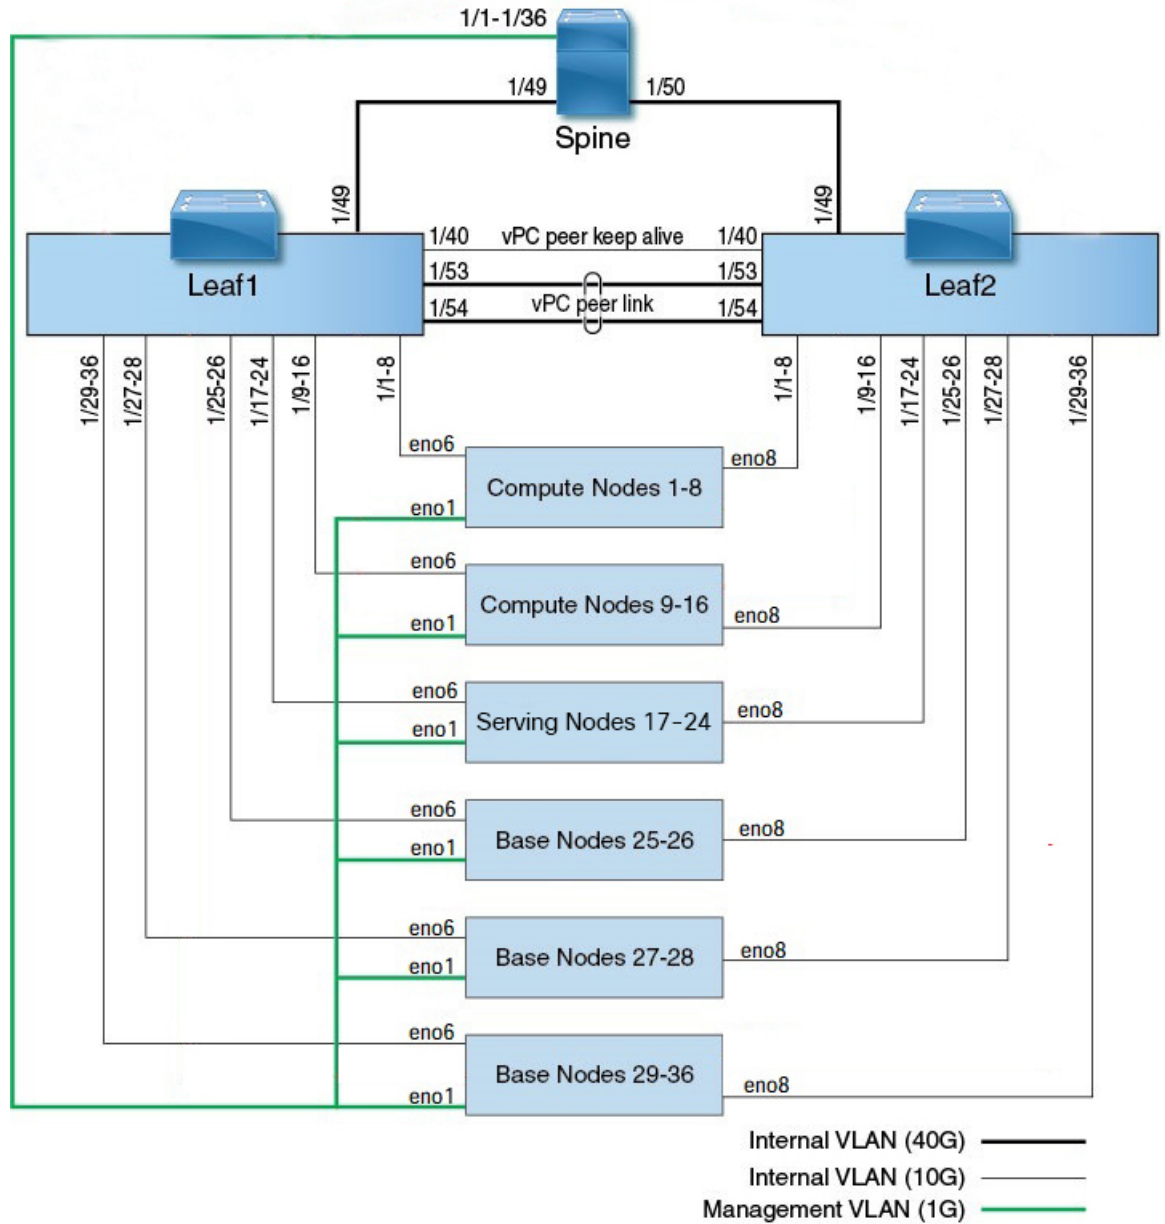 1/1-1/36
1/49
1/50
Spine
1/49
1/49
1/40 vPC peer keep alive 1/40
1/53
1/53
Leaf1
Leaf2
1/54 vPC peer link 1/54
1/29-36
1/27-28
1/25-26
1/17-24
1/9-16
1/1-8
1/1-8
1/9-16
1/17-24
1/25-26
1/27-28
1/29-36
eno6
eno8
Compute Nodes 1-8
eno1
eno6
Compute Nodes 9-16
eno1
eno8
eno6
Serving Nodes 17-24
eno8
eno1
eno6
Base Nodes 25-26
eno8
eno1
eno6
Base Nodes 27-28
eno8
eno1
eno6
Base Nodes 29-36
eno8
eno1
Internal VLAN (40G)
Internal VLAN (10G)
Management VLAN (1G)